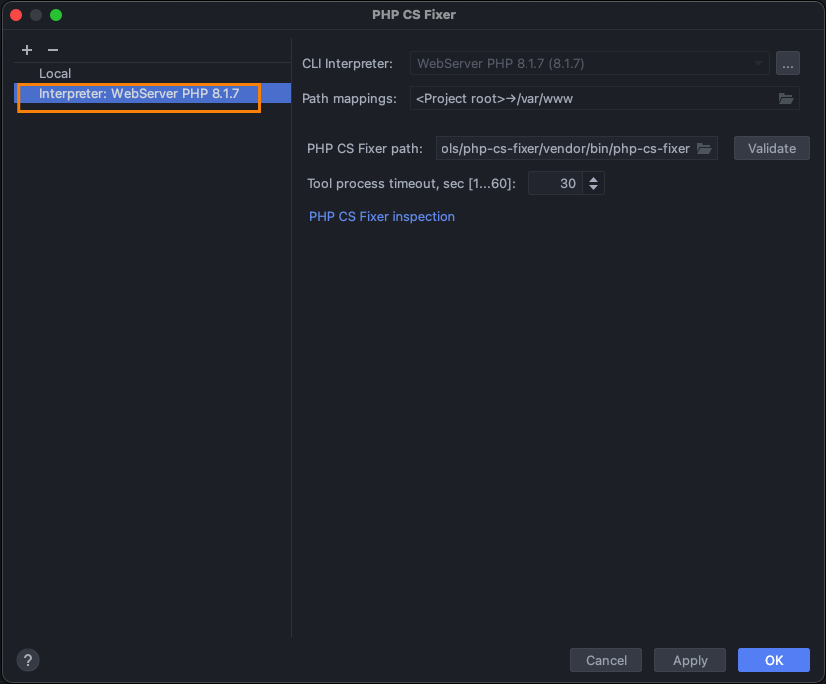 PHP CS Fixer
Local
Interpreter: WebServer PHP 8.1.7
CLI Interpreter: WebServer PHP 8.1.7 (8.1.7) ...
Path mappings: <Project root>→/var/www
PHP CS Fixer path: ols/php-cs-fixer/vendor/bin/php-cs-fixer Validate
Tool process timeout, sec [1...60]: 30
PHP CS Fixer inspection
? Cancel Apply OK